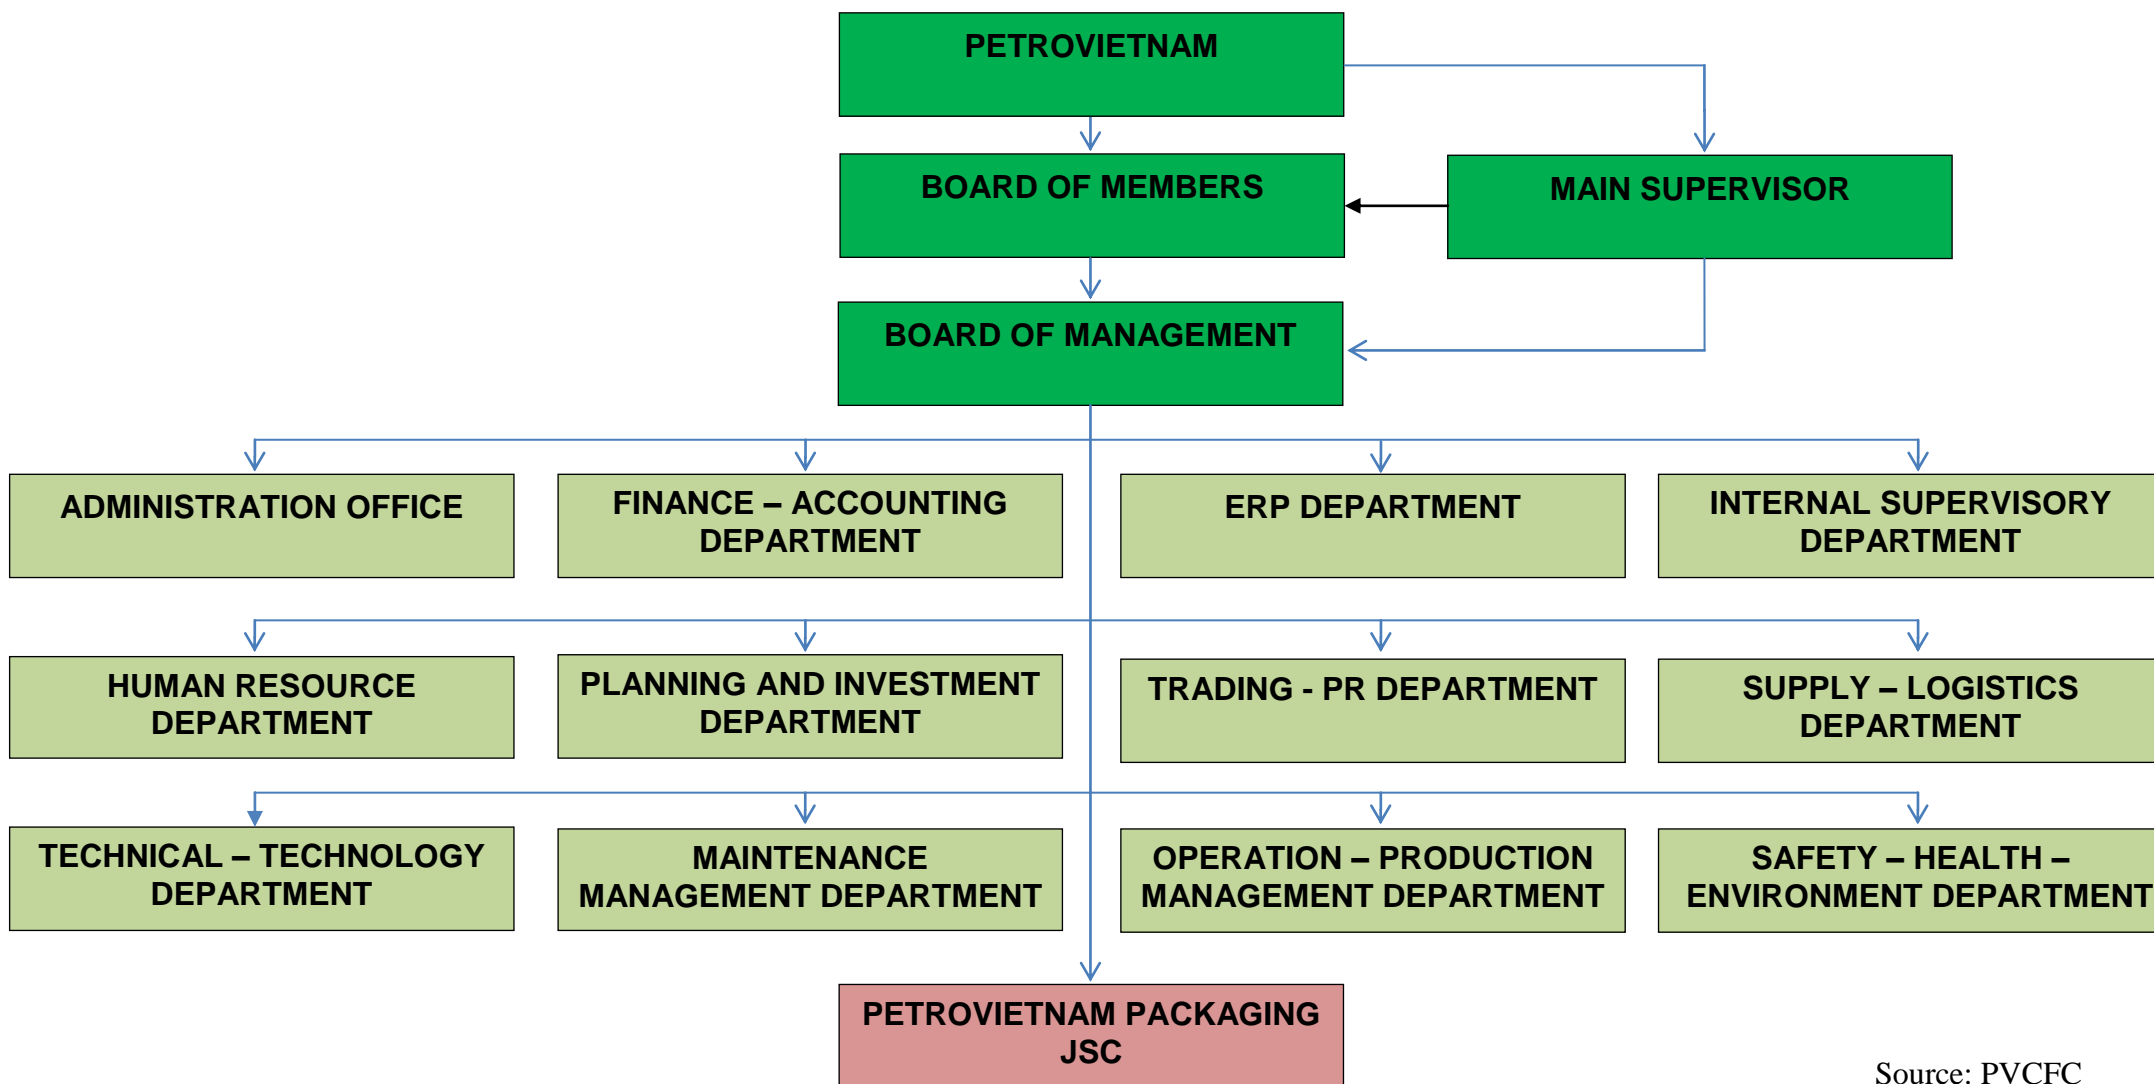 PETROVIETNAM
BOARD OF MEMBERS
MAIN SUPERVISOR
BOARD OF MANAGEMENT
ADMINISTRATION OFFICE
FINANCE – ACCOUNTING
DEPARTMENT
ERP DEPARTMENT
INTERNAL SUPERVISORY
DEPARTMENT
HUMAN RESOURCE
DEPARTMENT
PLANNING AND INVESTMENT
DEPARTMENT
TRADING - PR DEPARTMENT
SUPPLY – LOGISTICS
DEPARTMENT
TECHNICAL – TECHNOLOGY
DEPARTMENT
MAINTENANCE
MANAGEMENT DEPARTMENT
OPERATION – PRODUCTION
MANAGEMENT DEPARTMENT
SAFETY – HEALTH –
ENVIRONMENT DEPARTMENT
PETROVIETNAM PACKAGING
JSC
Source: PVCFC